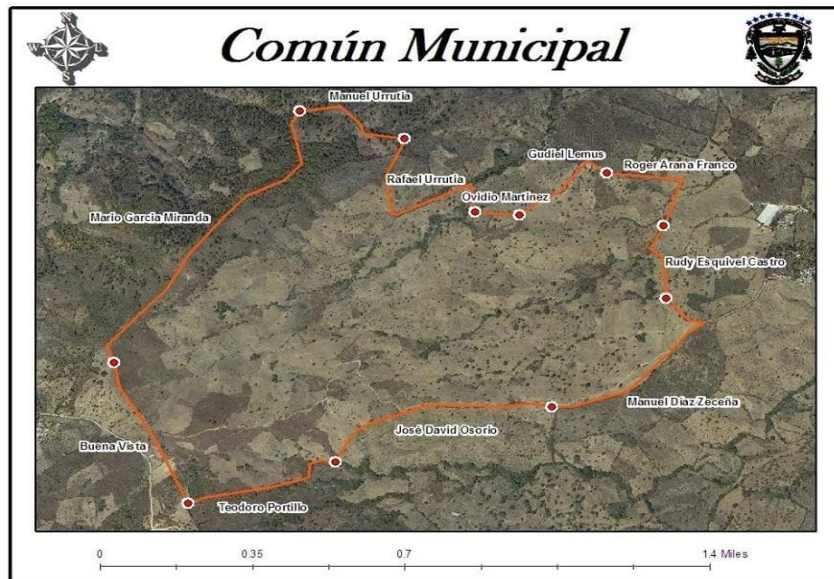 Común Municipal
N
W
E
S
Manuel Urrutia
Gudiel Lemus
Roger Arana Franco
Rafael Urrutia
Ovidio Martínez
Mario García Miranda
Rudy Esquivel Castro
Manuel Díaz Zeceña
José David Osorio
Buena Vista
Teodoro Portillo
0 0.35 0.7 1.4 Miles